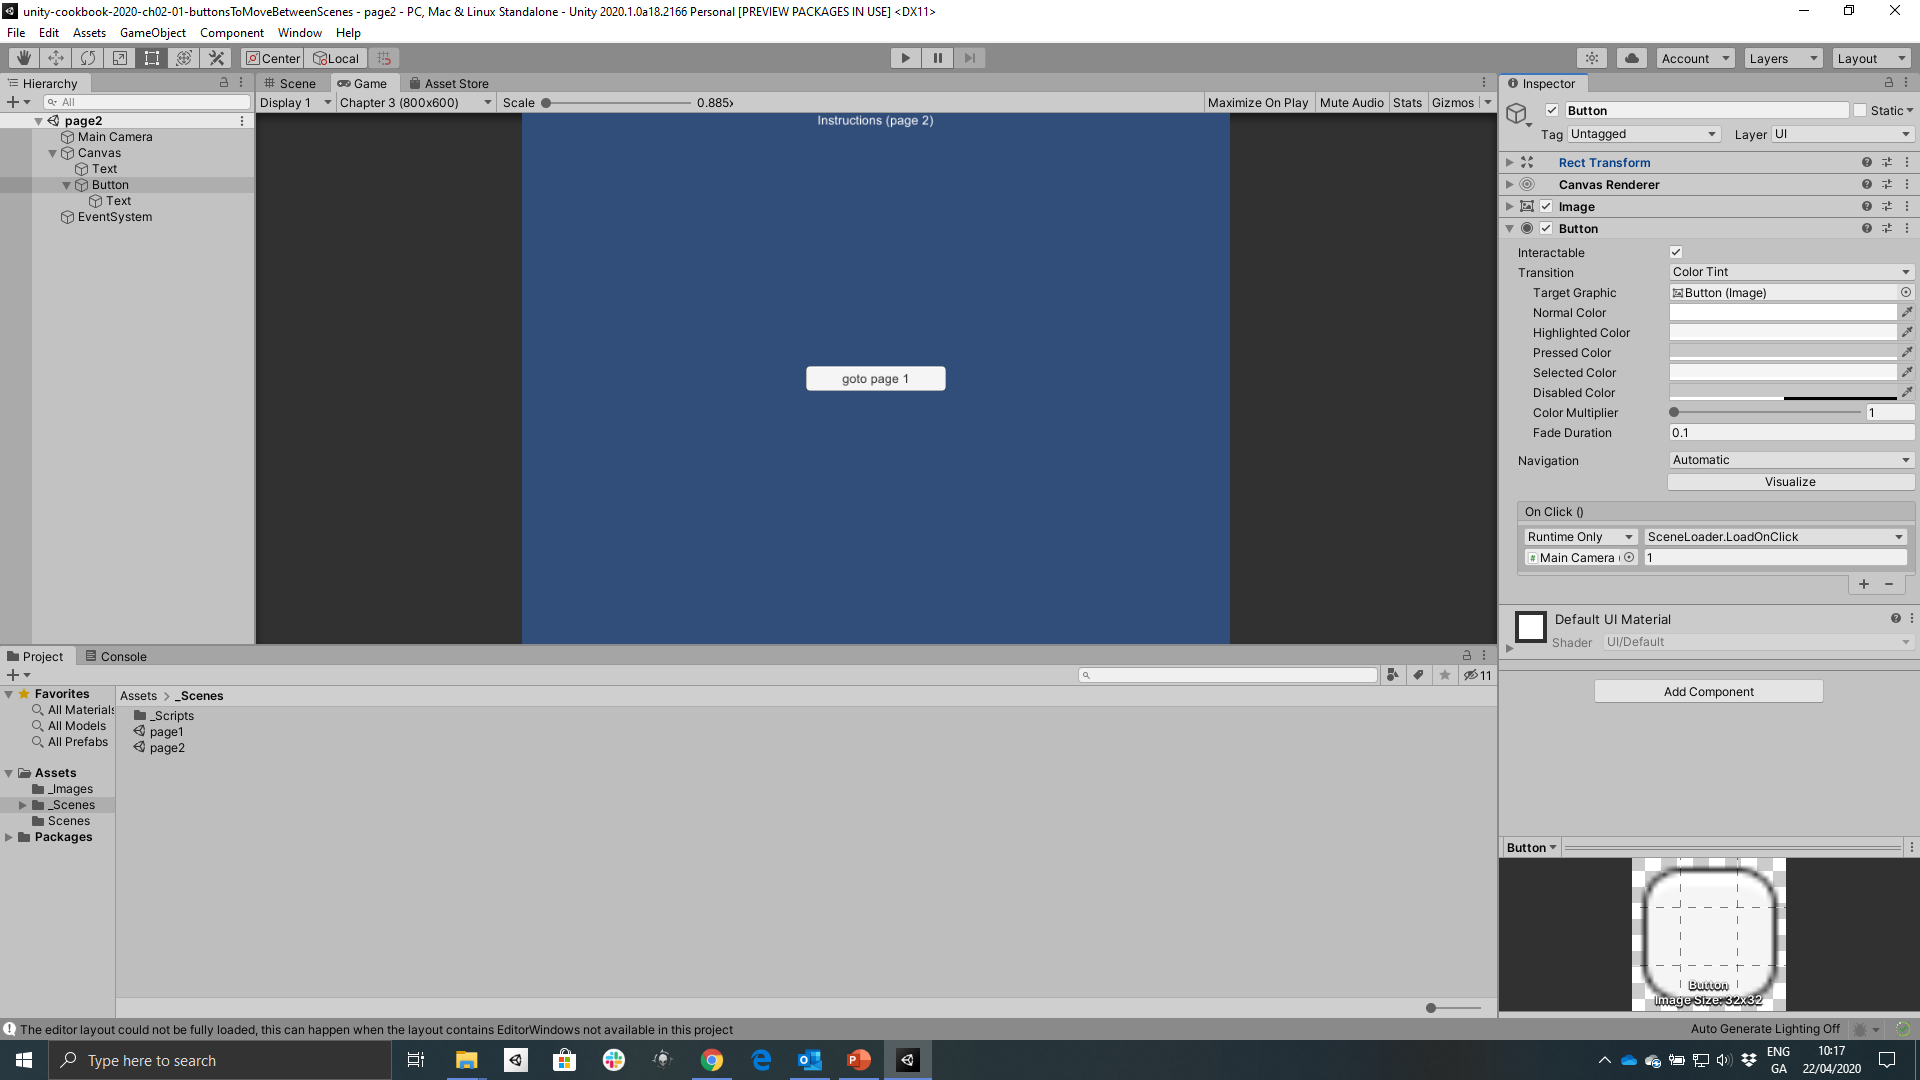 unity-cookbook-2020-ch02-01-buttonsToMoveBetweenScenes - page2 - PC, Mac & Linux Standalone - Unity 2020.1.0a18.2166 Personal [PREVIEW PACKAGES IN USE] <DX11>
File Edit Assets GameObject Component Window Help
Center Local Account Layers Layout
Hierarchy
All
page2
Main Camera
Canvas
Text
Button
Text
EventSystem
Scene Game Asset Store
Display 1 Chapter 3 (800x600) Scale 0.885x Maximize On Play Mute Audio Stats Gizmos
Instructions (page 2)
goto page 1
Inspector
Button Static
Tag Untagged Layer UI
Rect Transform
Canvas Renderer
Image
Button
Interactable
Transition Color Tint
Target Graphic Button (Image)
Normal Color
Highlighted Color
Pressed Color
Selected Color
Disabled Color
Color Multiplier 1
Fade Duration 0.1
Navigation Automatic
Visualize
On Click ()
Runtime Only SceneLoader.LoadOnClick
Main Camera ( 1
Default UI Material
Shader UI/Default
Add Component
Button
Button
Image Size: 32x32
Project Console
11
Favorites
All Materials
All Models
All Prefabs
Assets
_Images
_Scenes
Scenes
Packages
Assets > _Scenes
_Scripts
page1
page2
The editor layout could not be fully loaded, this can happen when the layout contains EditorWindows not available in this project
Auto Generate Lighting Off
Type here to search
ENG
GA
10:17
22/04/2020